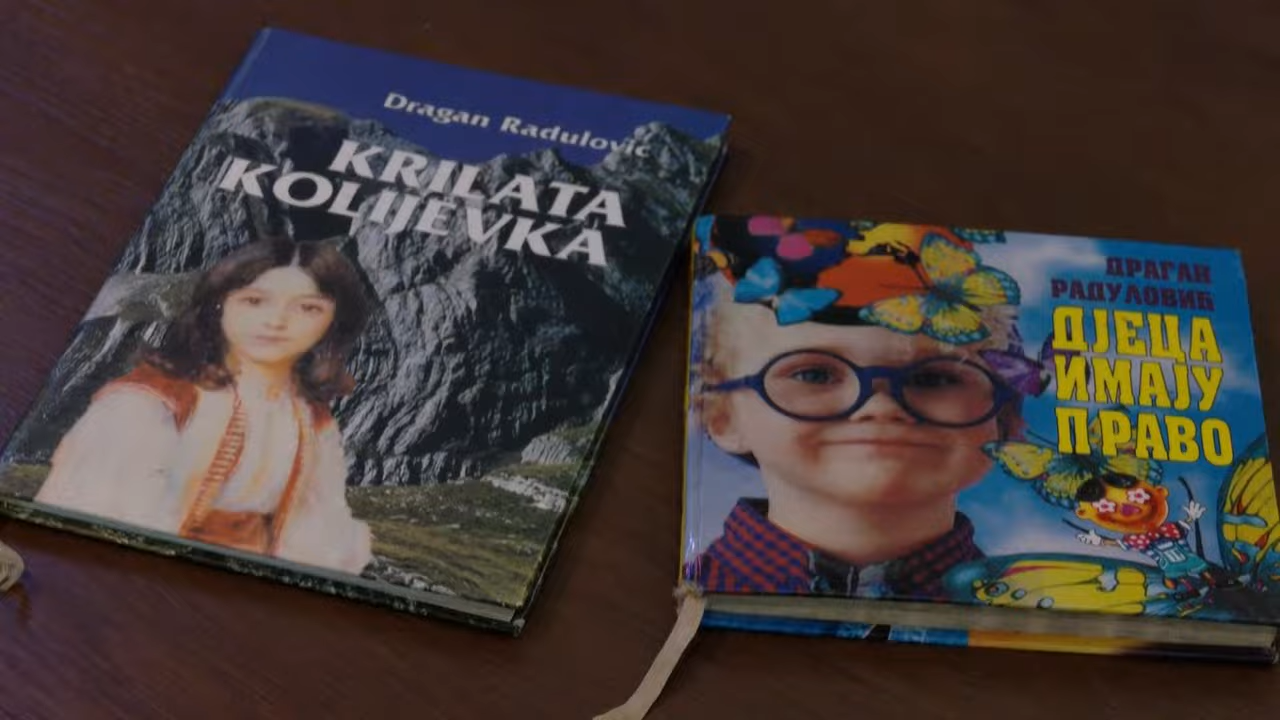 Dragan Radulović
KRILATA
KOLIJEVKA
ДРАГАН
РАДУЛОВИЋ
ДЈЕЦА
ИМАЈУ
ПРАВО